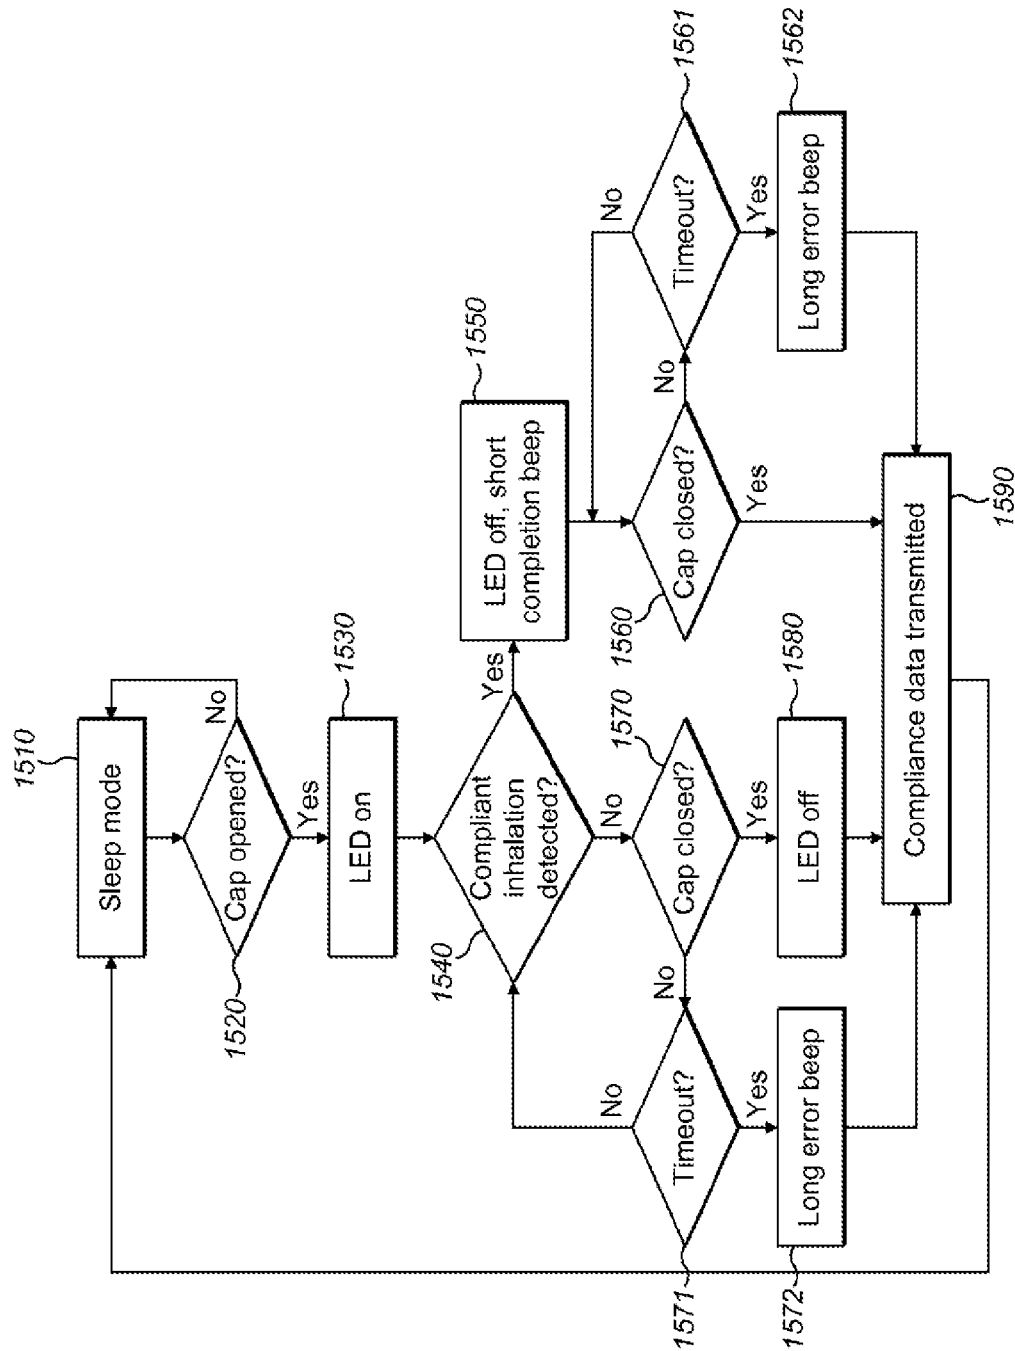 1510
Sleep mode
No
Cap opened?
1520
Yes
1530
LED on
Compliant
inhalation
detected?
1540
Yes
No
1550
LED off, short
completion beep
No
Timeout?
1571
No
Cap closed?
1570
Cap closed?
1560
No
No
Timeout?
1561
Yes
Yes
Yes
Yes
Long error beep
1572
LED off
1580
Long error beep
1562
Compliance data transmitted
1590